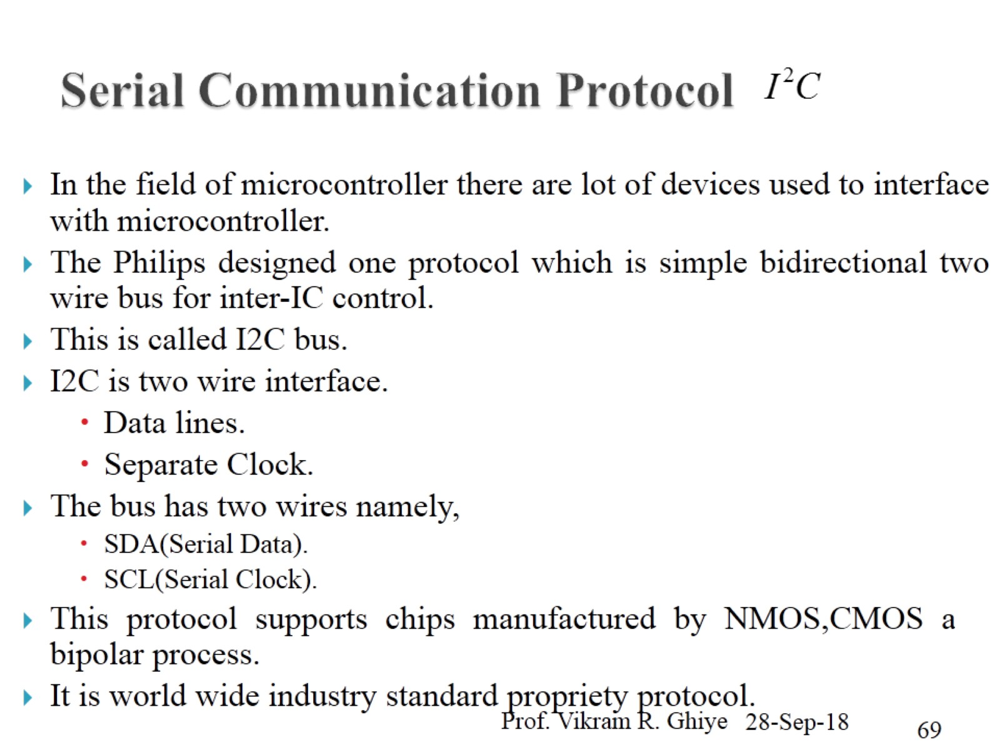 Serial Communication Protocol I²C
In the field of microcontroller there are lot of devices used to interface
with microcontroller.
The Philips designed one protocol which is simple bidirectional two
wire bus for inter-IC control.
This is called I2C bus.
I2C is two wire interface.
• Data lines.
• Separate Clock.
The bus has two wires namely,
• SDA(Serial Data).
• SCL(Serial Clock).
This protocol supports chips manufactured by NMOS,CMOS a
bipolar process.
It is world wide industry standard propriety protocol.
Prof. Vikram R. Ghiye 28-Sep-18 69